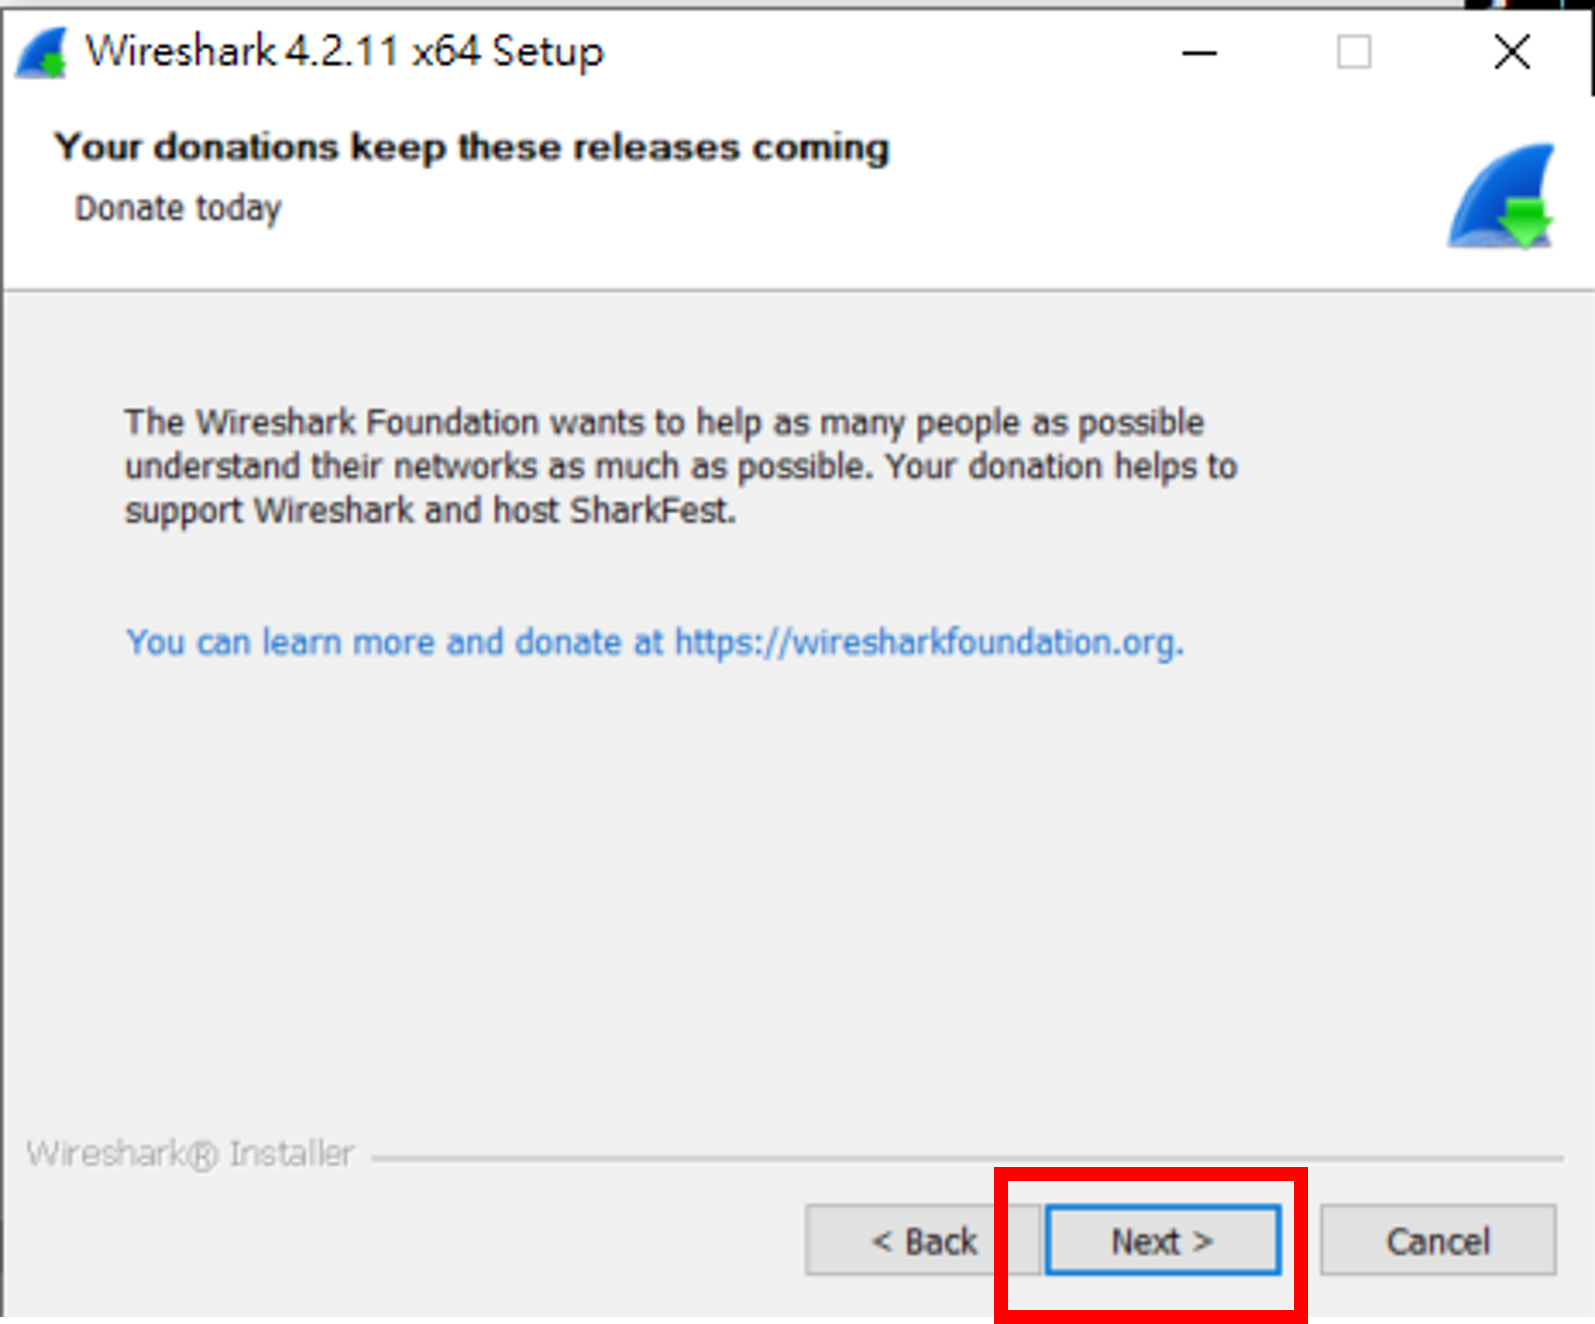 Wireshark 4.2.11 x64 Setup
Your donations keep these releases coming
Donate today
The Wireshark Foundation wants to help as many people as possible
understand their networks as much as possible. Your donation helps to
support Wireshark and host SharkFest.
You can learn more and donate at https://wiresharkfoundation.org.
Wireshark® Installer
< Back
Next >
Cancel